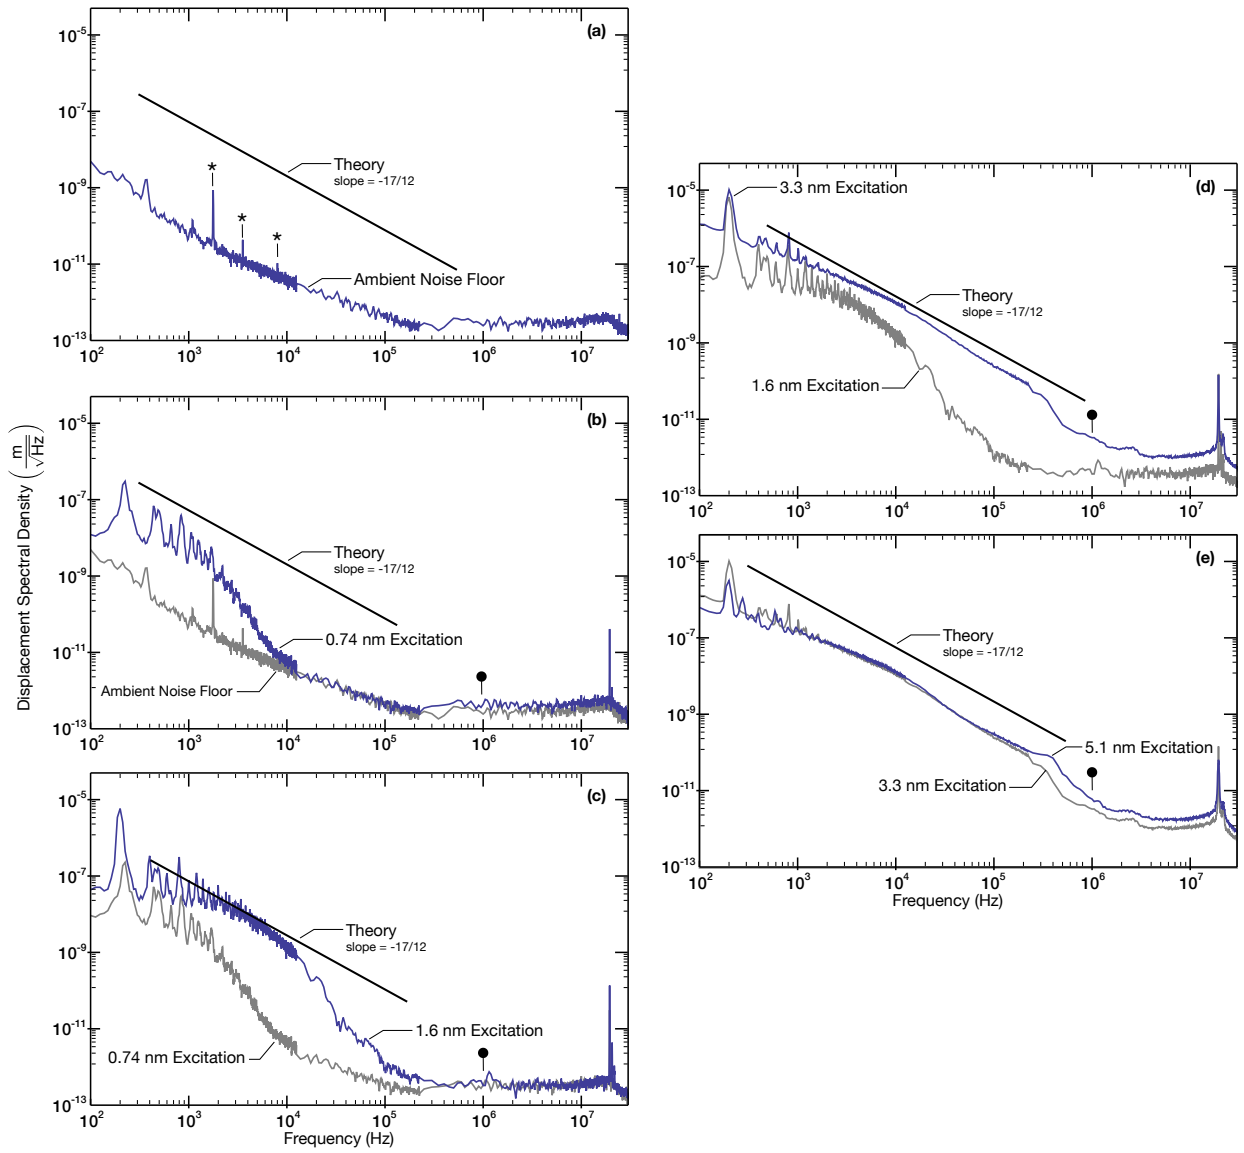 (a)
10^-5
10^-7
10^-9
10^-11
10^-13
*
*
*
Theory
slope = -17/12
Ambient Noise Floor
10^2
10^3
10^4
10^5
10^6
10^7
(b)
10^-5
10^-7
10^-9
10^-11
10^-13
Theory
slope = -17/12
0.74 nm Excitation
Ambient Noise Floor
10^2
10^3
10^4
10^5
10^6
10^7
Displacement Spectral Density (m/√Hz)
(c)
10^-5
10^-7
10^-9
10^-11
10^-13
Theory
slope = -17/12
1.6 nm Excitation
0.74 nm Excitation
10^2
10^3
10^4
10^5
10^6
10^7
Frequency (Hz)
(d)
10^-5
10^-7
10^-9
10^-11
10^-13
3.3 nm Excitation
Theory
slope = -17/12
1.6 nm Excitation
10^2
10^3
10^4
10^5
10^6
10^7
(e)
10^-5
10^-7
10^-9
10^-11
10^-13
Theory
slope = -17/12
5.1 nm Excitation
3.3 nm Excitation
10^2
10^3
10^4
10^5
10^6
10^7
Frequency (Hz)